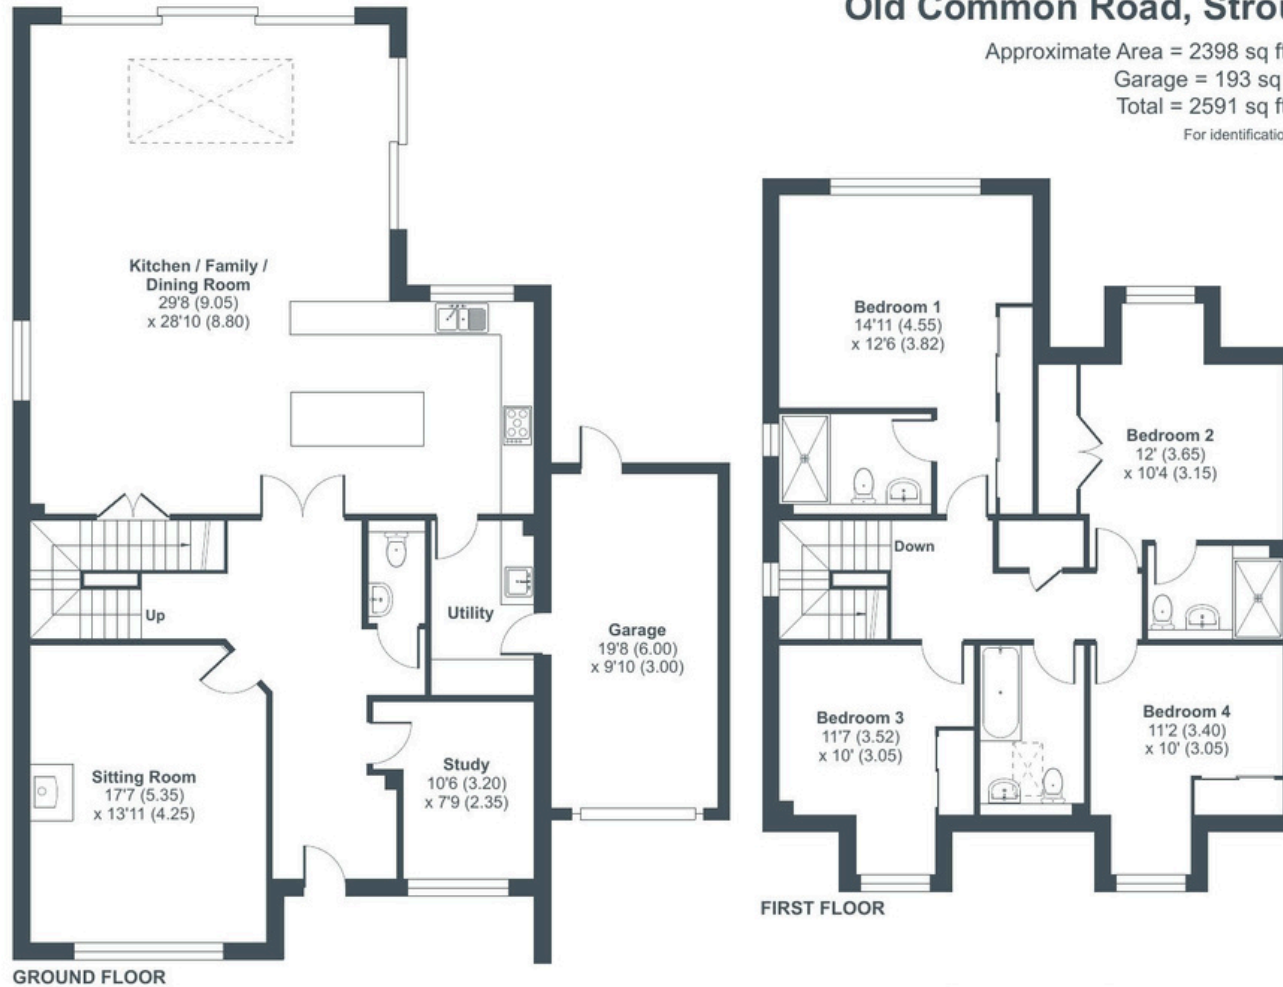 Old Common Road,
Approximate Area = 2398 sq
Garage = 193 sq
Total = 2591 sq
For
Kitchen / Family /
Dining Room
29'8 (9.05)
x 28'10 (8.80)
Up
Utility
Garage
19'8 (6.00)
x 9'10 (3.00)
Sitting Room
17'7 (5.35)
x 13'11 (4.25)
Study
10'6 (3.20)
x 7'9 (2.35)
GROUND FLOOR
Bedroom 1
14'11 (4.55)
x 12'6 (3.82)
Bedroom 2
12' (3.65)
x 10'4 (3.15)
Down
Bedroom 3
11'7 (3.52)
x 10' (3.05)
Bedroom 4
11'2 (3.40)
x 10' (3.05)
FIRST FLOOR